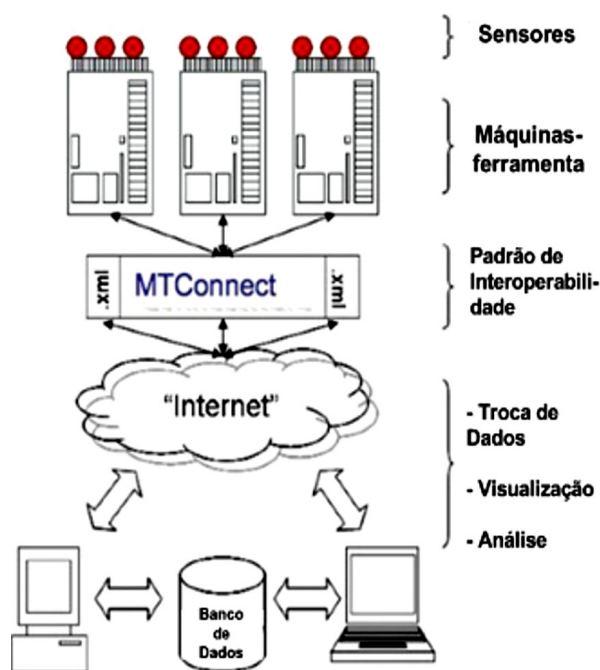 Sensores
Máquinas-
ferramenta
.xml
MTConnect
.xml
Padrão de
Interoperabili-
dade
"Internet"
- Troca de
Dados
- Visualização
- Análise
Banco
de
Dados